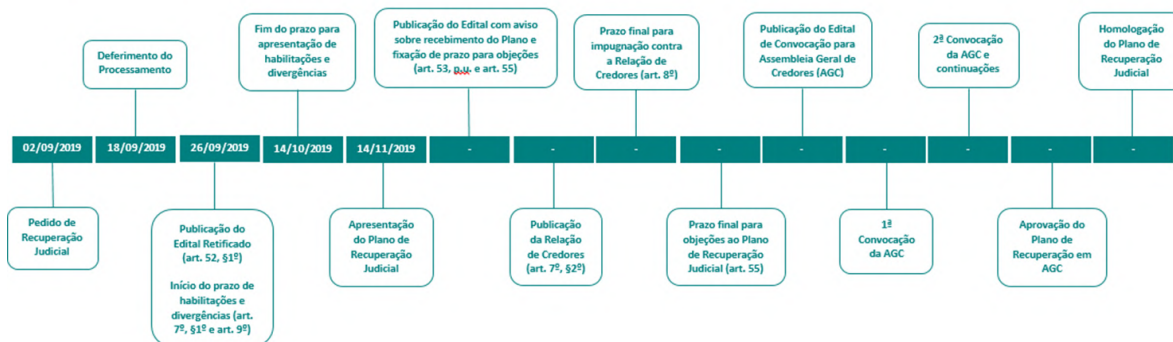 Deferimento do
Processamento
Fim do prazo para
apresentação de
habilitações e
divergências
Publicação do Edital com aviso
sobre recebimento do Plano e
fixação de prazo para objeções
(art. 53, p.u. e art. 55)
Prazo final para
impugnação contra
a Relação de
Credores (art. 8º)
Publicação do Edital
de Convocação para
Assembleia Geral de
Credores (AGC)
2ª Convocação
da AGC e
continuações
Homologação
do Plano de
Recuperação
Judicial
02/09/2019 18/09/2019 26/09/2019 14/10/2019 14/11/2019 - - - - - - - - -
Pedido de
Recuperação
Judicial
Publicação do
Edital Retificado
(art. 52, §1º)
Início do prazo de
habilitações e
divergências (art.
7º, §1º e art. 9º)
Apresentação
do Plano de
Recuperação
Judicial
Publicação
da Relação
de Credores
(art. 7º, §2º)
Prazo final para
objeções ao Plano
de Recuperação
Judicial (art. 55)
1ª
Convocação
da AGC
Aprovação do
Plano de
Recuperação em
AGC